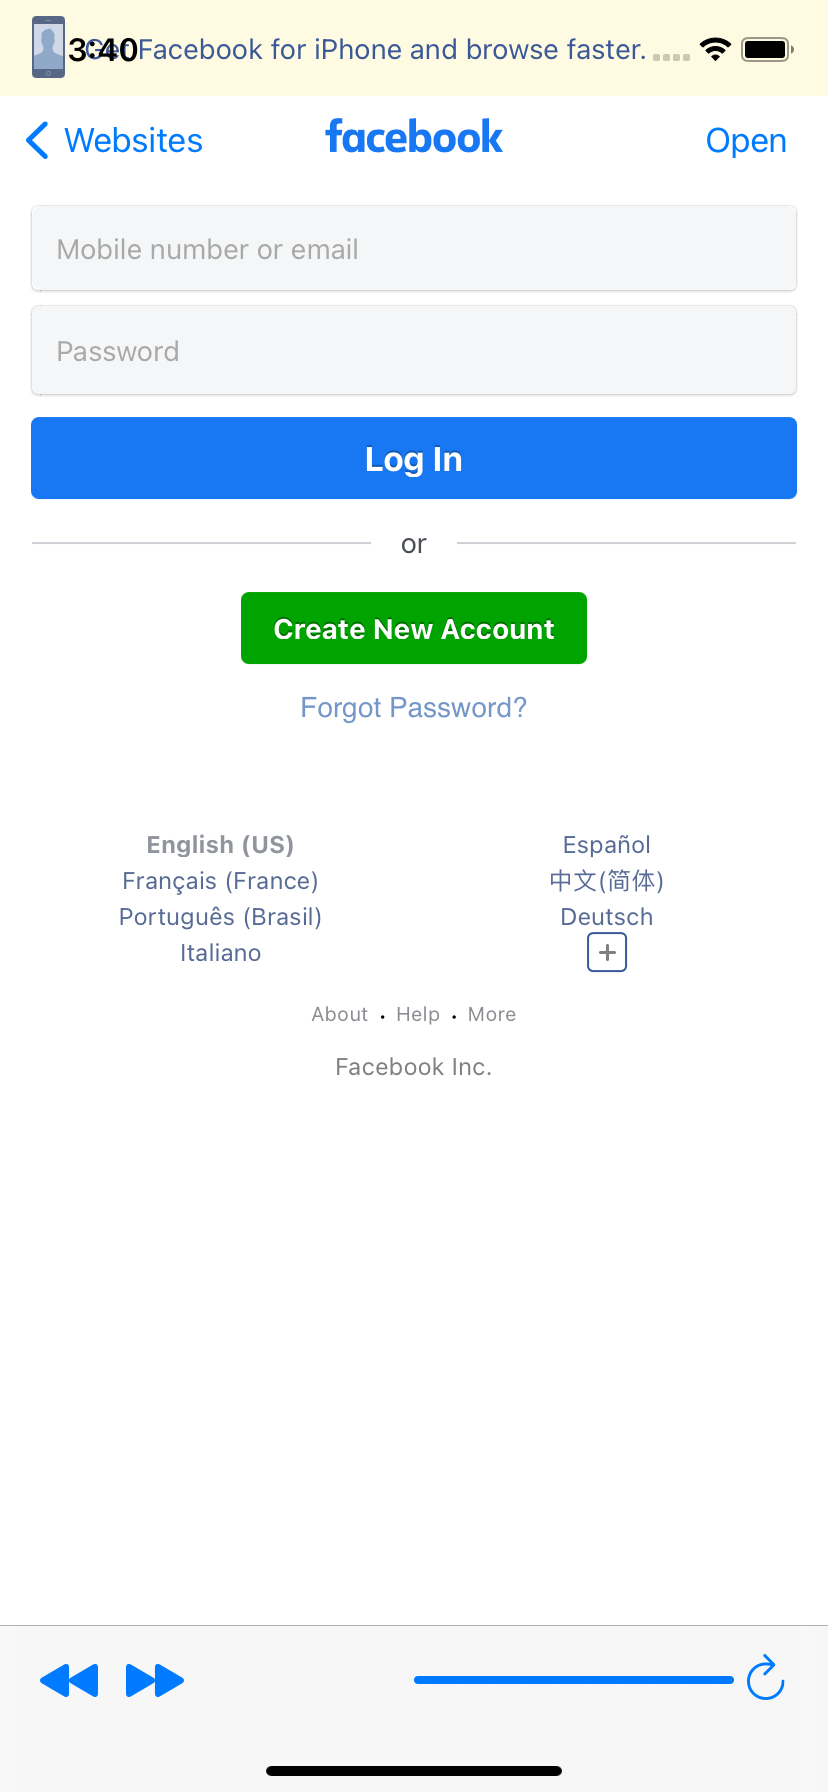 3:40
Get Facebook for iPhone and browse faster.
Websites
facebook
Open
Mobile number or email
Password
Log In
or
Create New Account
Forgot Password?
English (US)
Español
Français (France)
中文(简体)
Português (Brasil)
Deutsch
Italiano
+
About · Help · More
Facebook Inc.